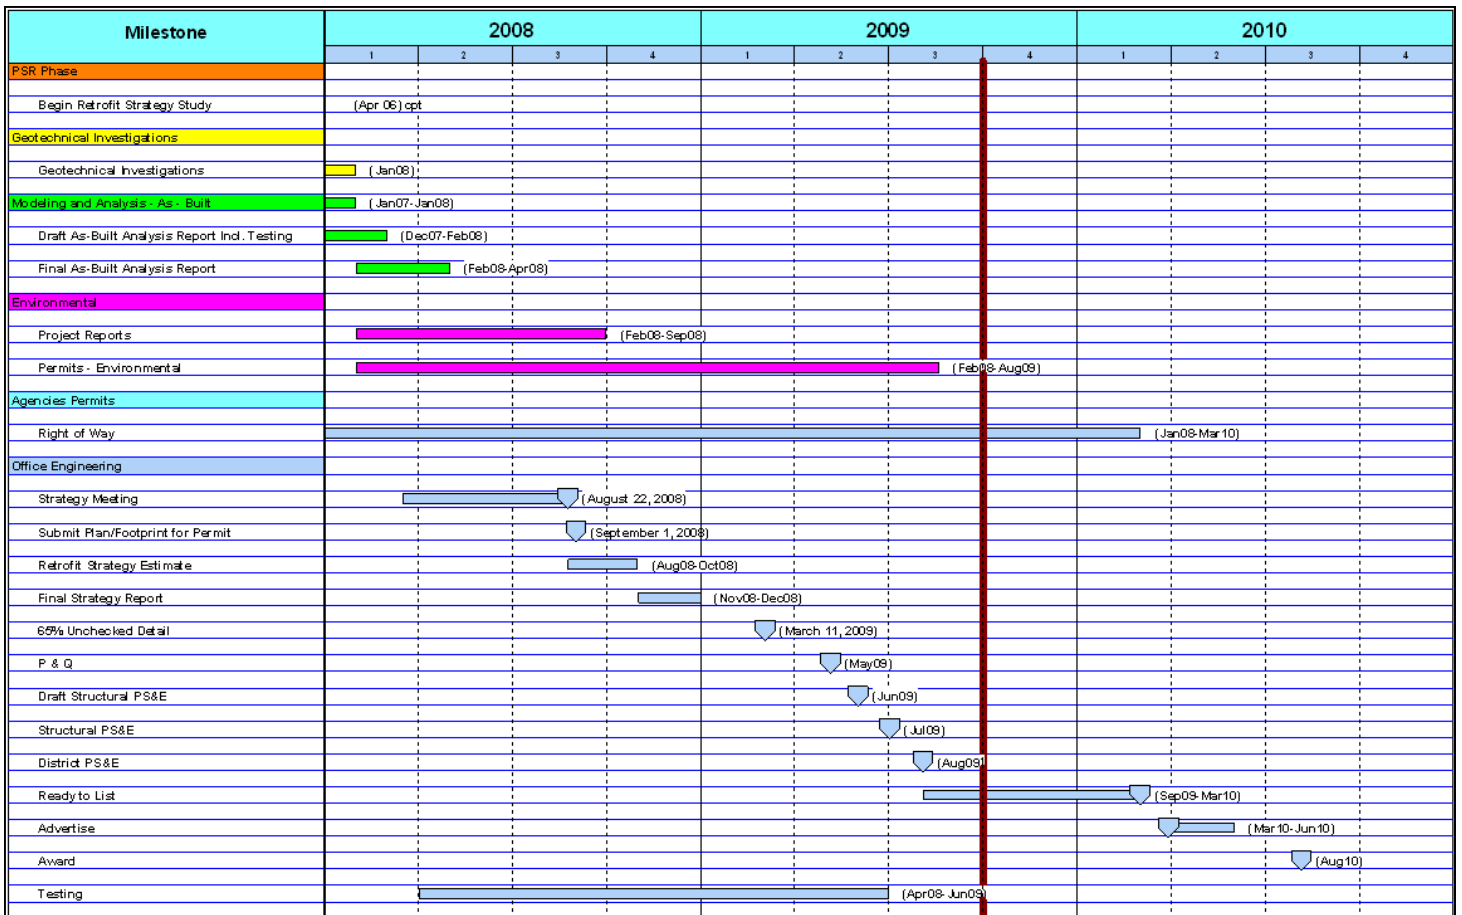 Milestone 2008 2009 2010
1 2 3 4 1 2 3 4 1 2 3 4
PSR Phase
Begin Retrofit Strategy Study (Apr 06) cpt
Geotechnical Investigations
Geotechnical Investigations (Jan08)
Modeling and Analysis - As - Built (Jan07-Jan08)
Draft As-Built Analysis Report Incl. Testing (Dec07-Feb08)
Final As-Built Analysis Report (Feb08-Apr08)
Environmental
Project Reports (Feb08-Sep08)
Permits - Environmental (Feb08-Aug09)
Agencies Permits
Right of Way (Jan08-Mar10)
Office Engineering
Strategy Meeting (August 22, 2008)
Submit Plan/Footprint for Permit (September 1, 2008)
Retrofit Strategy Estimate (Aug08-Oct08)
Final Strategy Report (Nov08-Dec08)
65% Unchecked Detail (March 11, 2009)
P & Q (May09)
Draft Structural PS&E (Jun09)
Structural PS&E (Jul09)
District PS&E (Aug09)
Ready to List (Sep09-Mar10)
Advertise (Mar10-Jun10)
Award (Aug10)
Testing (Apr08-Jun09)